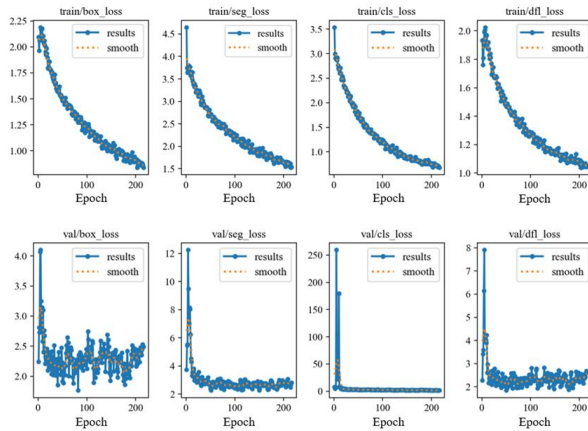 train/box_loss
train/seg_loss
train/cls_loss
train/dfl_loss
2.25
2.00
1.75
1.50
1.25
1.00
results
smooth
0
100
200
Epoch
4.5
4.0
3.5
3.0
2.5
2.0
1.5
results
smooth
0
100
200
Epoch
3.5
3.0
2.5
2.0
1.5
1.0
results
smooth
0
100
200
Epoch
2.0
1.8
1.6
1.4
1.2
1.0
results
smooth
0
100
200
Epoch
val/box_loss
val/seg_loss
val/cls_loss
val/dfl_loss
4.0
3.5
3.0
2.5
2.0
results
smooth
0
100
200
Epoch
12
10
8
6
4
2
results
smooth
0
100
200
Epoch
250
200
150
100
50
0
results
smooth
0
100
200
Epoch
8
7
6
5
4
3
2
results
smooth
0
100
200
Epoch